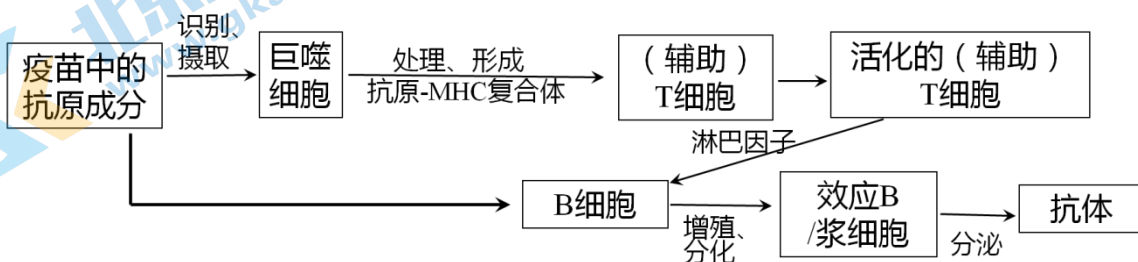 识别、
摄取
疫苗中的
抗原成分
巨噬
细胞
处理、形成
抗原-MHC复合体
（辅助）
T细胞
活化的（辅助）
T细胞
淋巴因子
B细胞
增殖、
分化
效应B
/浆细胞
分泌
抗体